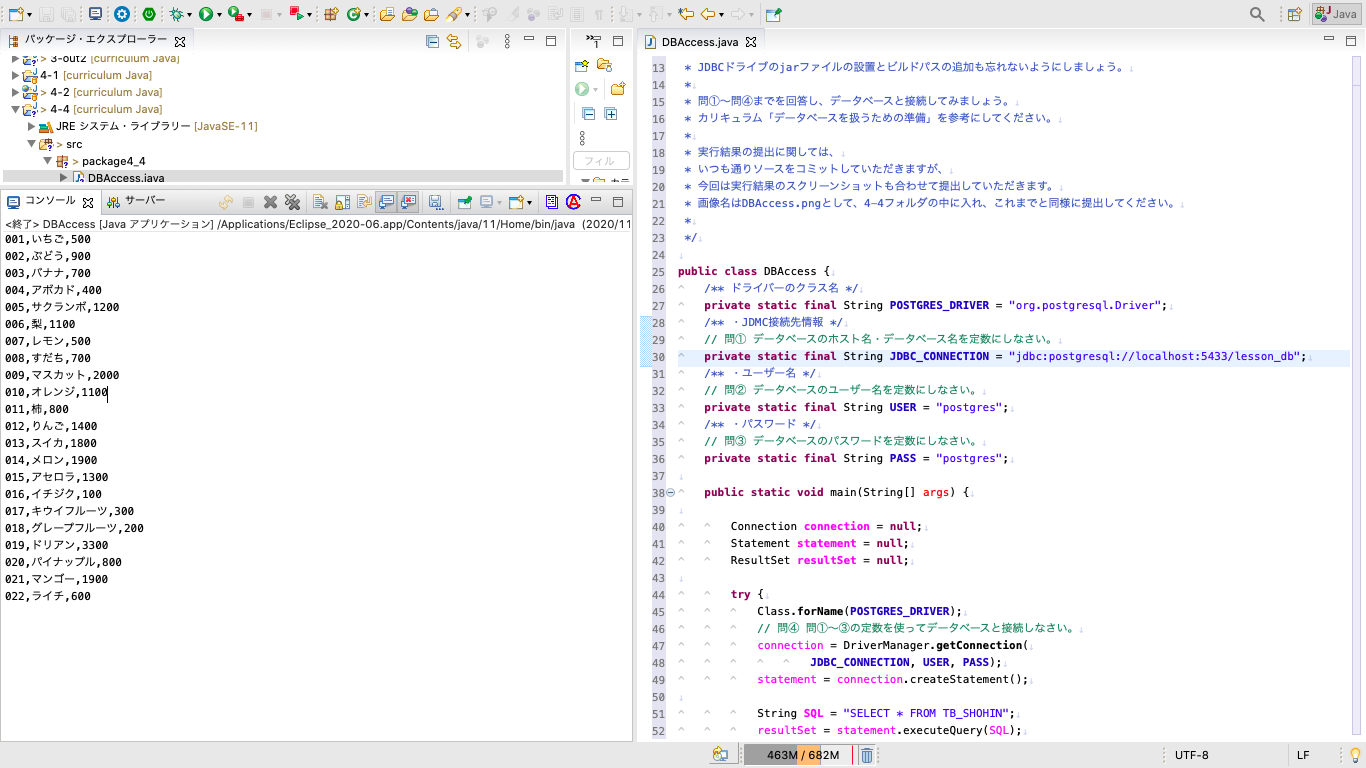 Java
パッケージ・エクスプローラー
> 3-out2 [curriculum Java]
4-1 [curriculum Java]
> 4-2 [curriculum Java]
> 4-4 [curriculum Java]
JRE システム・ライブラリー [JavaSE-11]
> src
> package4_4
> DBAccess.java
フィル
コンソール
サーバー
<終了> DBAccess [Java アプリケーション] /Applications/Eclipse_2020-06.app/Contents/java/11/Home/bin/java (2020/11
001,いちご,500
002,ぶどう,900
003,バナナ,700
004,アボカド,400
005,サクランボ,1200
006,梨,1100
007,レモン,500
008,すだち,700
009,マスカット,2000
010,オレンジ,1100
011,柿,800
012,りんご,1400
013,スイカ,1800
014,メロン,1900
015,アセロラ,1300
016,イチジク,100
017,キウイフルーツ,300
018,グレープフルーツ,200
019,ドリアン,3300
020,パイナップル,800
021,マンゴー,1900
022,ライチ,600
DBAccess.java
13 * JDBCドライブのjarファイルの設置とビルドパスの追加も忘れないようにしましょう。
14 *
15 * 問①〜問④までを回答し、データベースと接続してみましょう。
16 * カリキュラム「データベースを扱うための準備」を参考にしてください。
17 *
18 * 実行結果の提出に関しては、
19 * いつも通りソースをコミットしていただきますが、
20 * 今回は実行結果のスクリーンショットも合わせて提出していただきます。
21 * 画像名はDBAccess.pngとして、4−4フォルダの中に入れ、これまでと同様に提出してください。
22 *
23 */
24
25 public class DBAccess {
26 /** ドライバーのクラス名 */
27 private static final String POSTGRES_DRIVER = "org.postgresql.Driver";
28 /** ・JDMC接続先情報 */
29 // 問① データベースのホスト名・データベース名を定数にしなさい。
30 private static final String JDBC_CONNECTION = "jdbc:postgresql://localhost:5433/lesson_db";
31 /** ・ユーザー名 */
32 // 問② データベースのユーザー名を定数にしなさい。
33 private static final String USER = "postgres";
34 /** ・パスワード */
35 // 問③ データベースのパスワードを定数にしなさい。
36 private static final String PASS = "postgres";
37
38 public static void main(String[] args) {
39
40 Connection connection = null;
41 Statement statement = null;
42 ResultSet resultSet = null;
43
44 try {
45 Class.forName(POSTGRES_DRIVER);
46 // 問④ 問①〜③の定数を使ってデータベースと接続しなさい。
47 connection = DriverManager.getConnection(
48 JDBC_CONNECTION, USER, PASS);
49 statement = connection.createStatement();
50
51 String SQL = "SELECT * FROM TB_SHOHIN";
52 resultSet = statement.executeQuery(SQL);
463M / 682M
UTF-8
LF